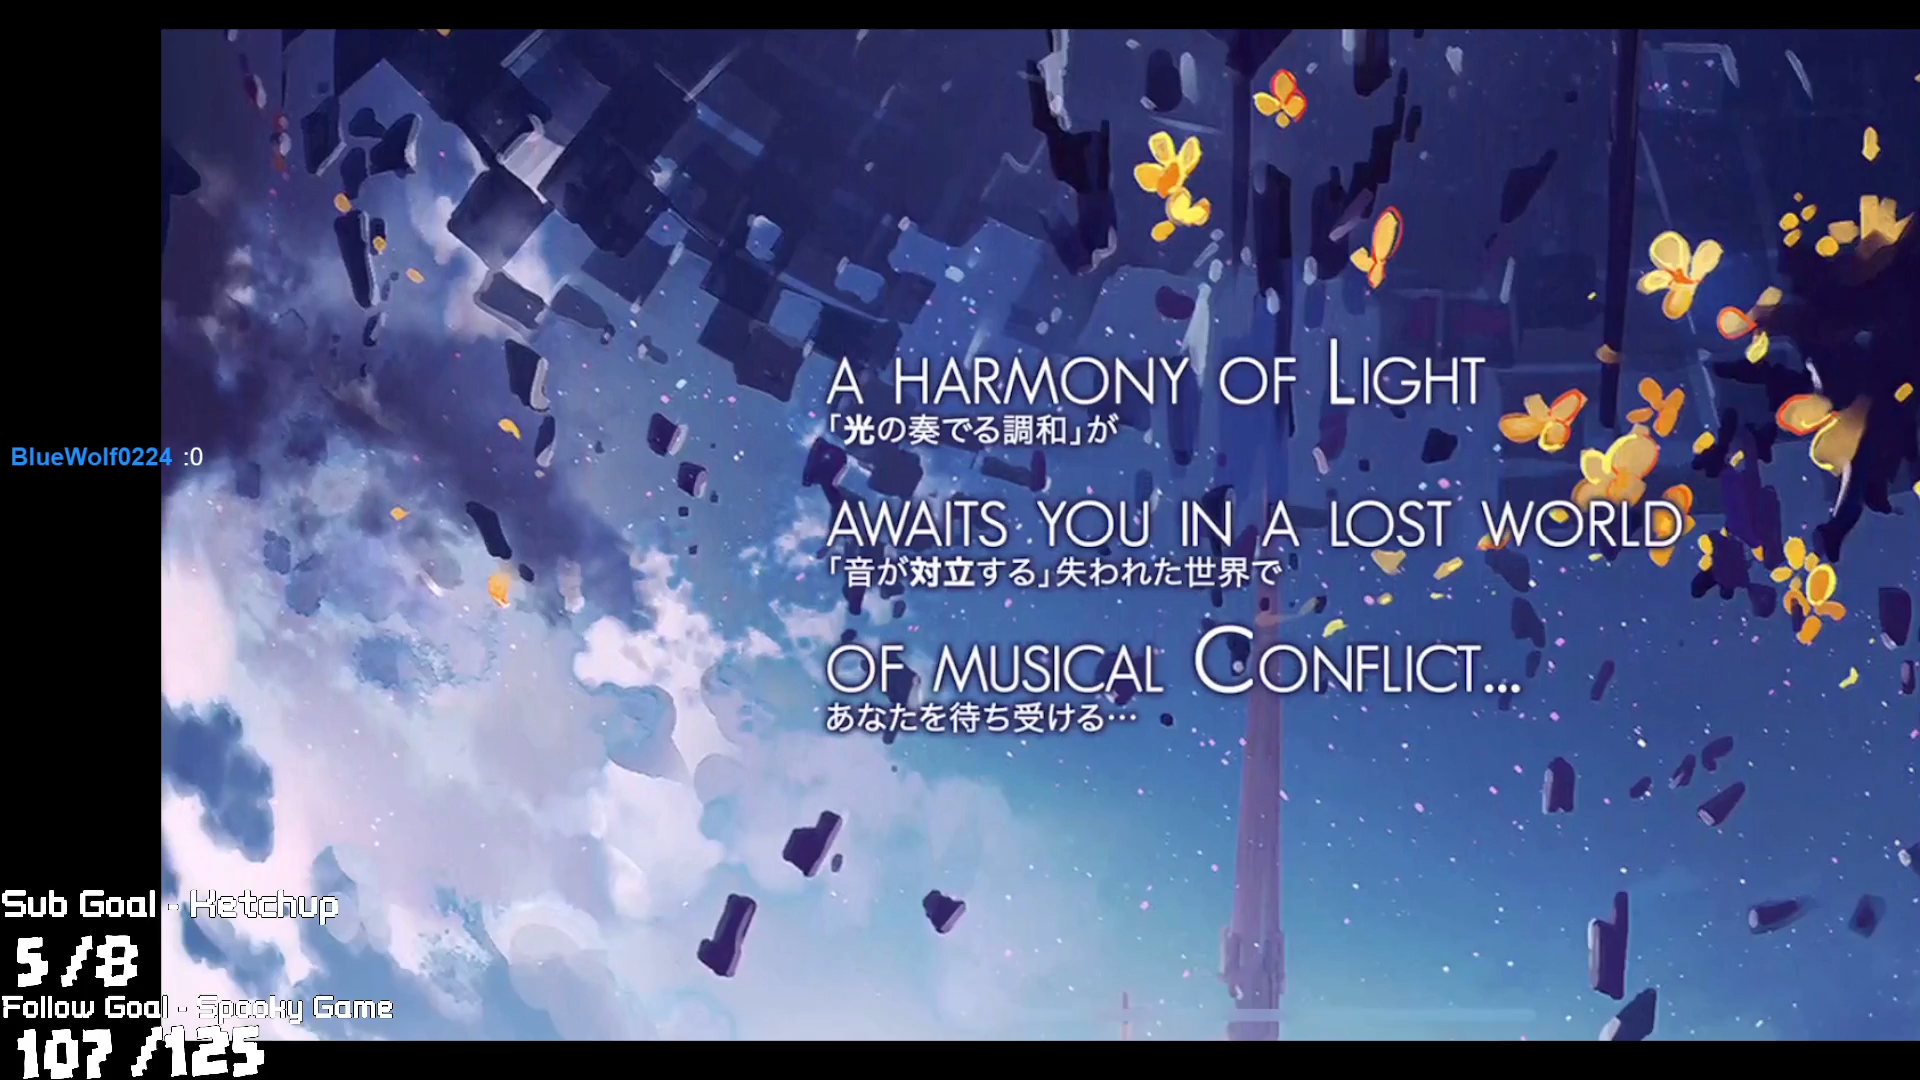 A HARMONY OF LIGHT
「光の奏でる調和」が
AWAITS YOU IN A LOST WORLD
「音が対立する」失われた世界で
OF MUSICAL CONFLICT...
あなたを待ち受ける…
BlueWolf0224 :0
Sub Goal - Ketchup
5/8
Follow Goal - Spooky Game
107/125